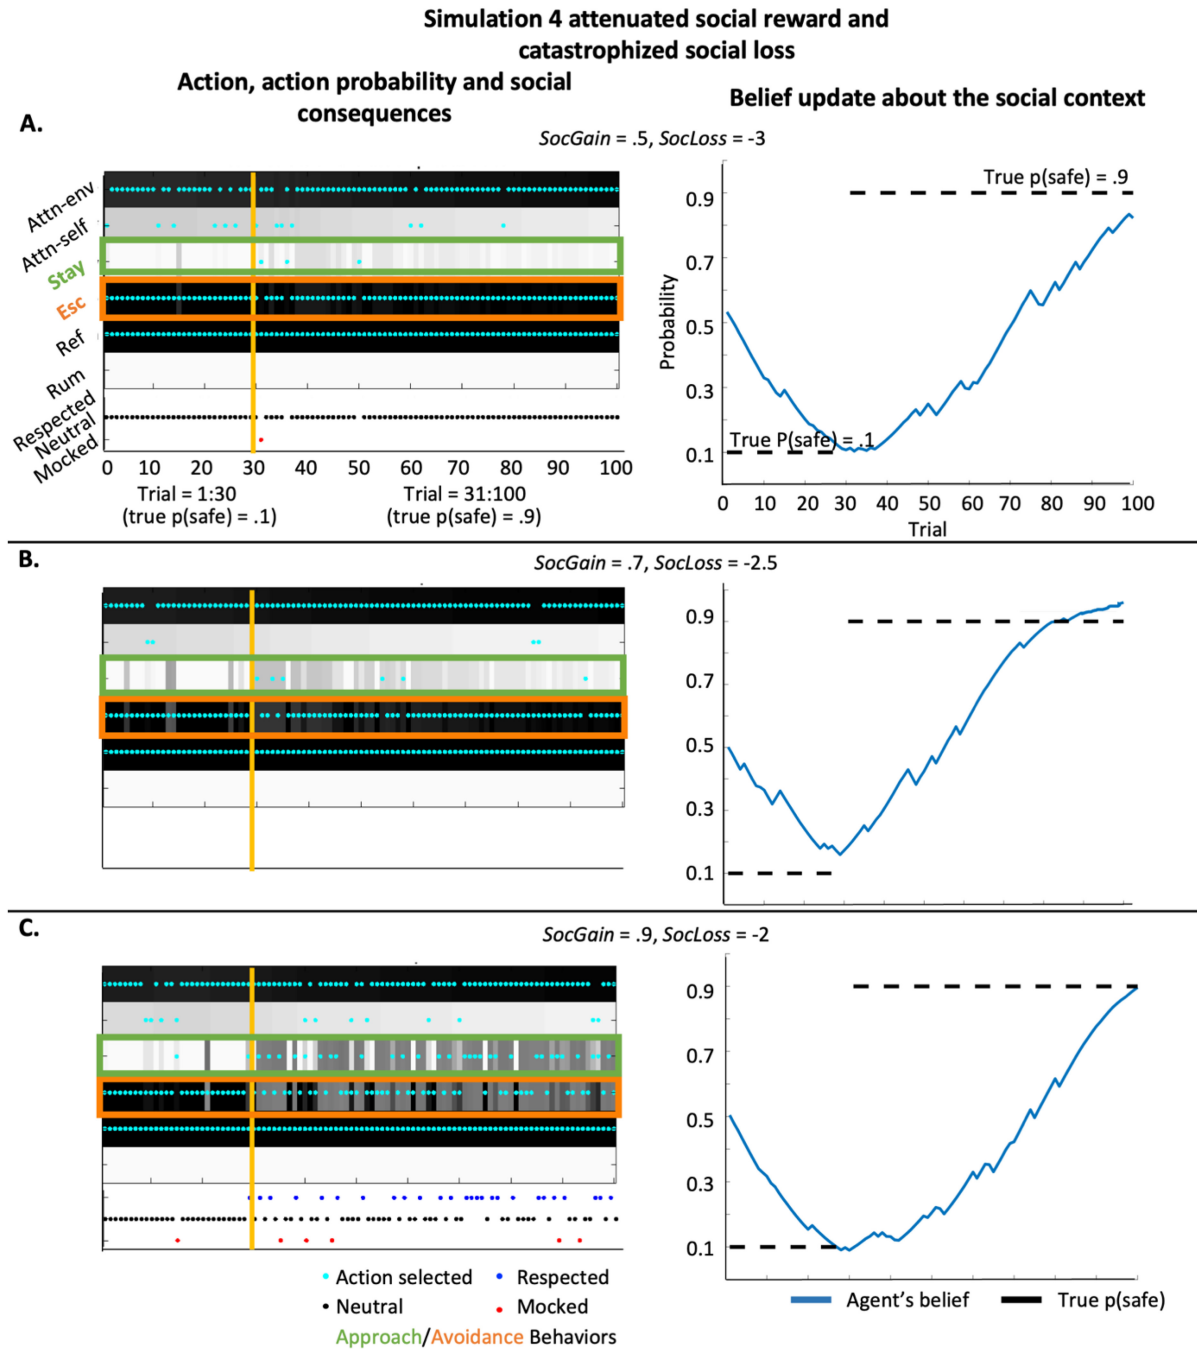 Simulation 4 attenuated social reward and
catastrophized social loss
Action, action probability and social
consequences
Belief update about the social context
A.
SocGain = .5, SocLoss = -3
Attn-env
Attn-self
Stay
Esc
Ref
Rum
Respected
Neutral
Mocked
0 10 20 30 40 50 60 70 80 90 100
Trial = 1:30
(true p(safe) = .1)
Trial = 31:100
(true p(safe) = .9)
True p(safe) = .9
0.9
0.7
0.5
0.3
0.1
Probability
True P(safe) = .1
0 10 20 30 40 50 60 70 80 90 100
Trial
B.
SocGain = .7, SocLoss = -2.5
0.9
0.7
0.5
0.3
0.1
C.
SocGain = .9, SocLoss = -2
0.9
0.7
0.5
0.3
0.1
Action selected
Respected
Neutral
Mocked
Approach/Avoidance Behaviors
Agent's belief
True p(safe)